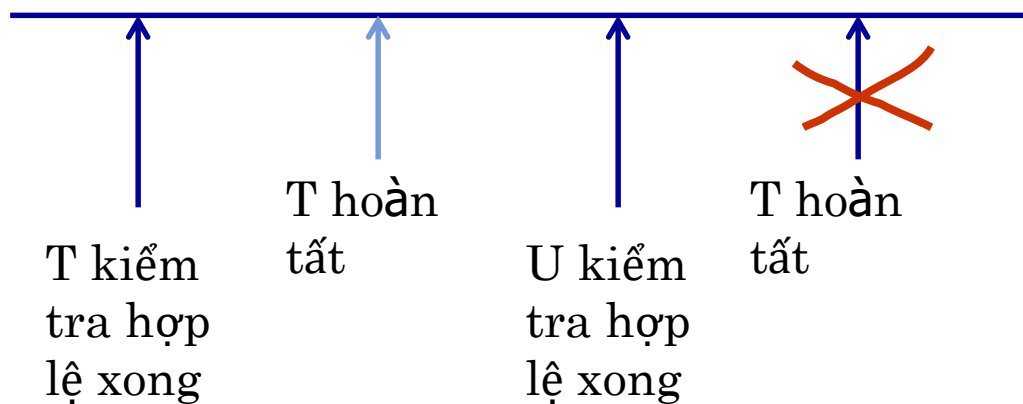 T kiểm
tra hợp
lệ xong
T hoàn
tất
U kiểm
tra hợp
lệ xong
T hoàn
tất